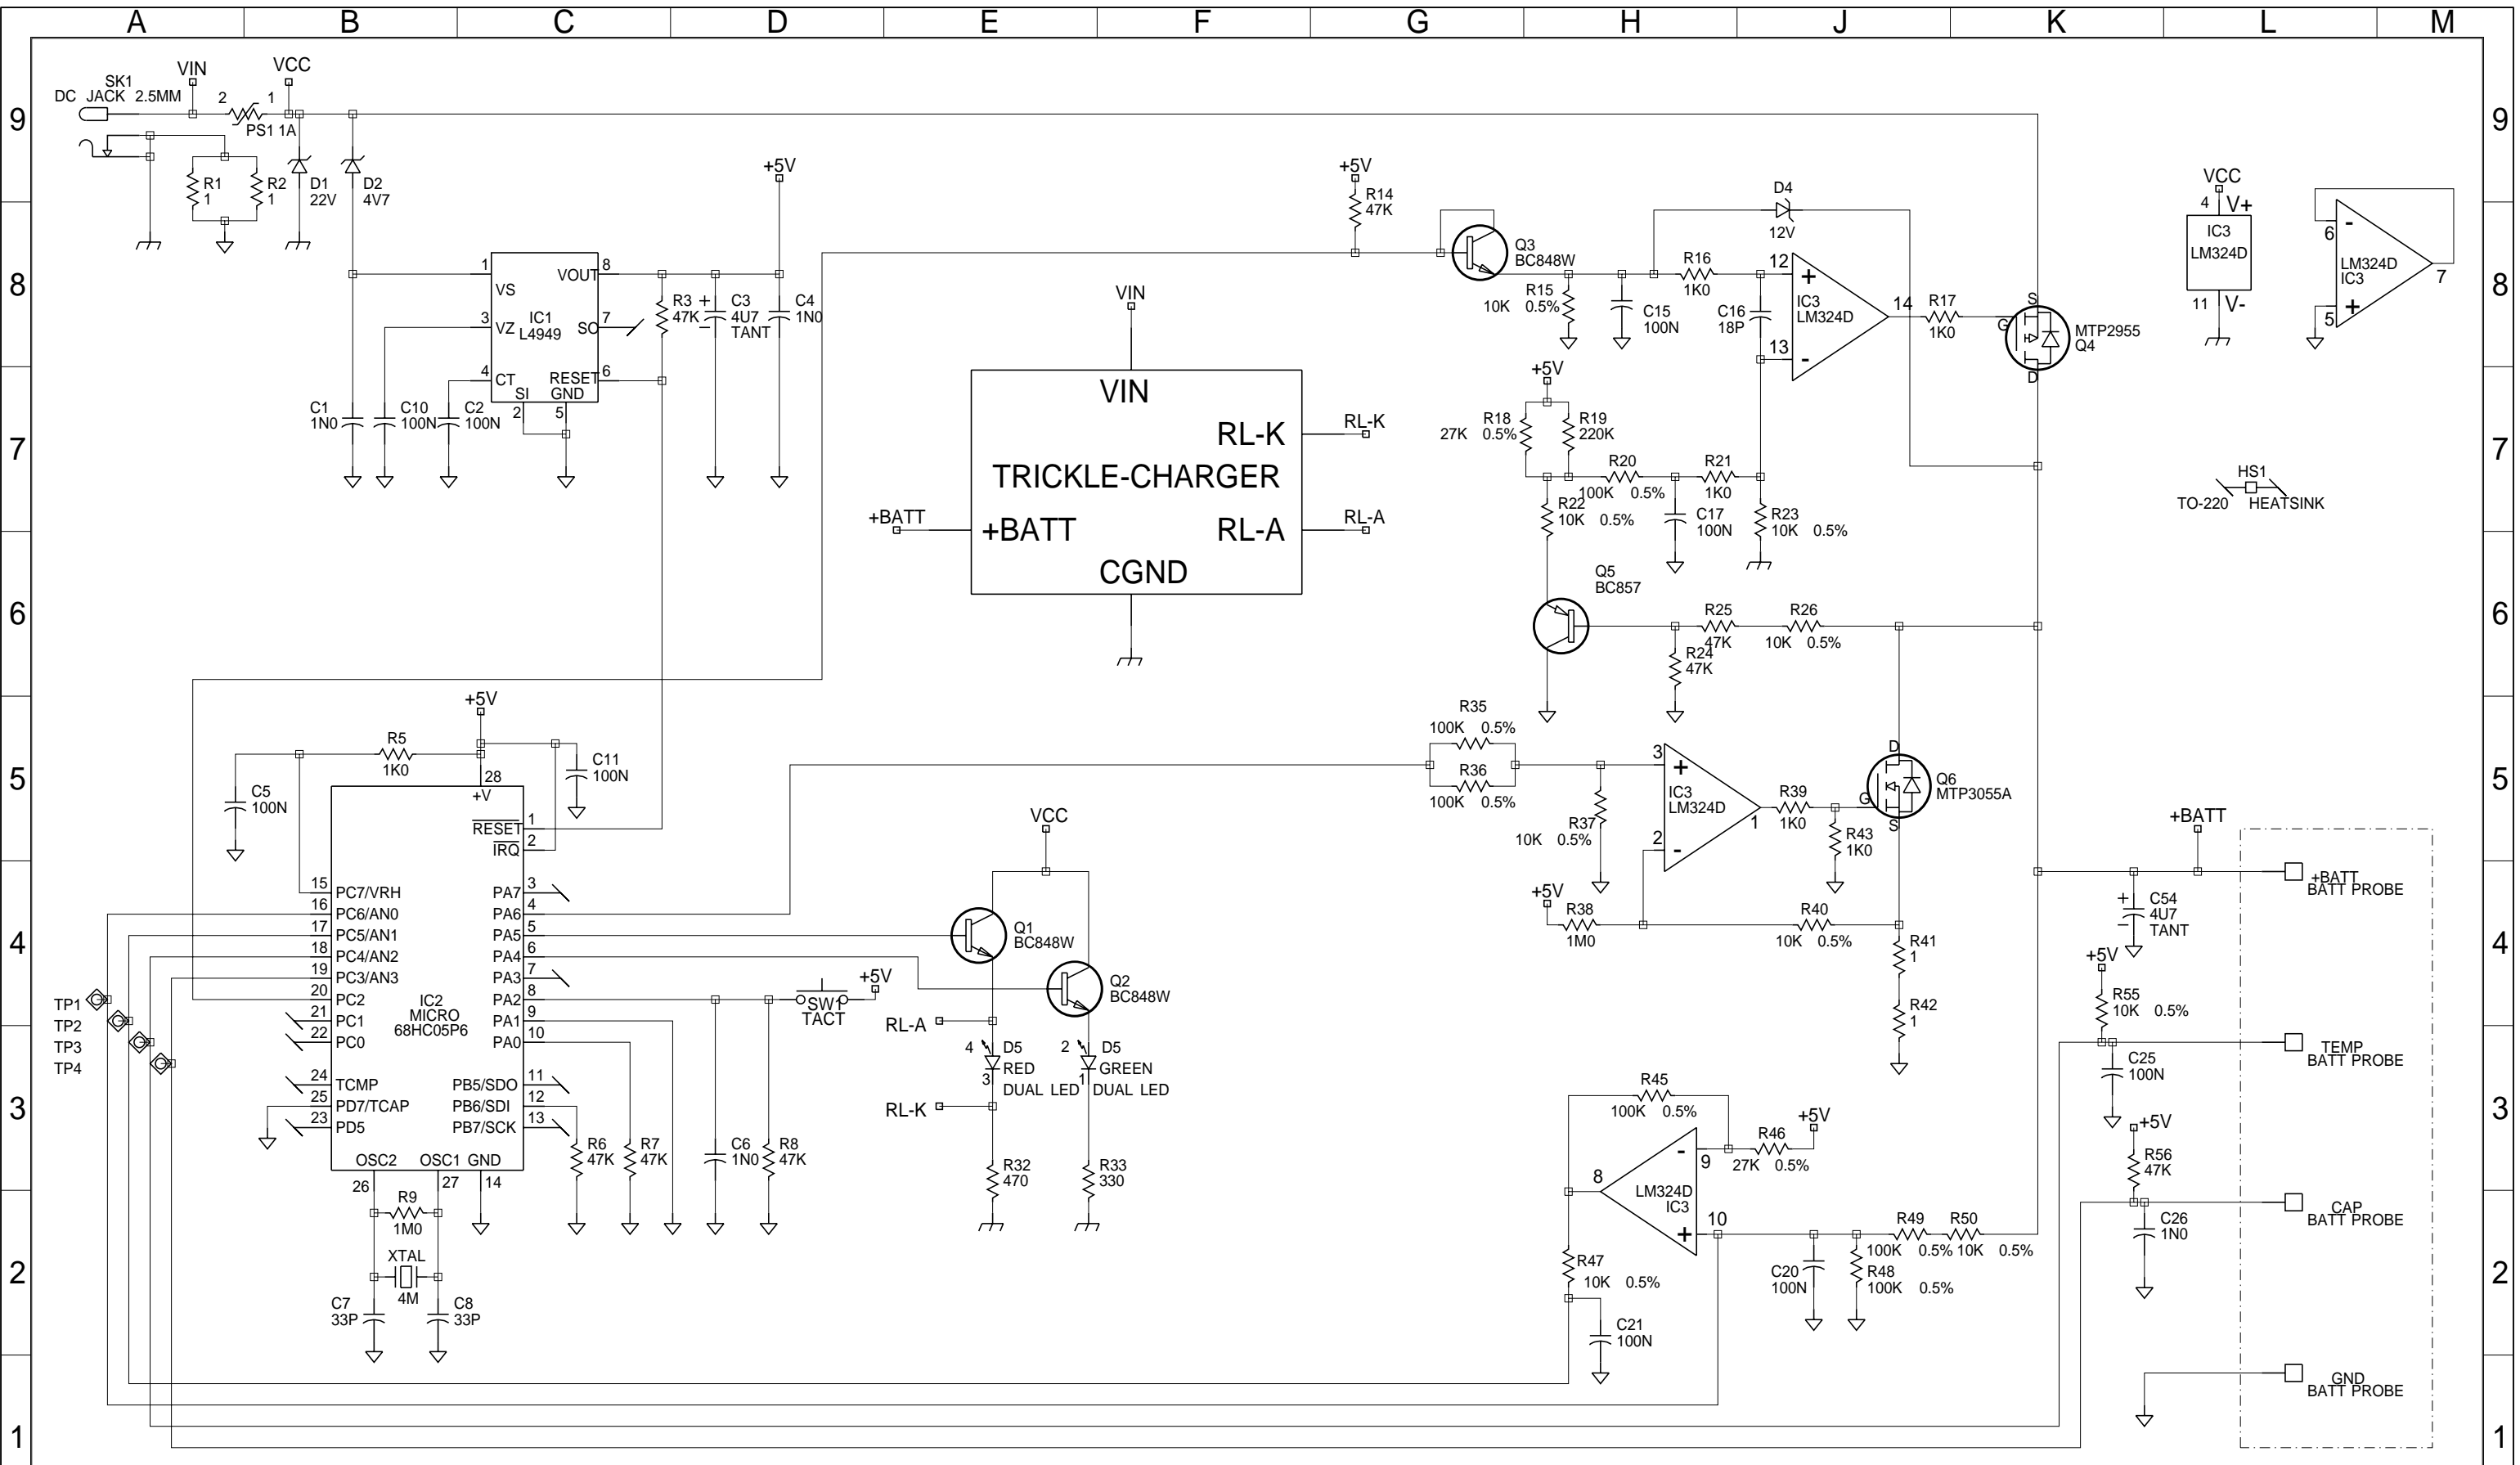 A B C D E F G H J K L M
9
8
7
6
5
4
3
2
1
9
8
7
6
5
4
3
2
1
SK1
DC JACK 2.5MM
VIN
VCC
2 1
PS1 1A
R1
1
R2
1
D1
22V
D2
4V7
+5V
1 VS
3 VZ
4 CT
VOUT 8
SO 7
RESET 6
IC1
L4949
SI
2
GND
5
R3
47K
+
C3
4U7
TANT
−
C4
1N0
C1
1N0
C10
100N
C2
100N
VIN
VIN
RL-K
RL-K
TRICKLE-CHARGER
+BATT
+BATT
RL-A
RL-A
CGND
+5V
R14
47K
Q3
BC848W
D4
12V
R15
10K 0.5%
C15
100N
R16
1K0
C16
18P
12 +
13 -
IC3
LM324D
14
R17
1K0
S
G
D
MTP2955
Q4
VCC
4 V+
IC3
LM324D
11 V-
6 -
5 +
LM324D
IC3
7
HS1
TO-220 HEATSINK
+5V
R18
27K 0.5%
R19
220K
R20
100K 0.5%
R21
1K0
R22
10K 0.5%
C17
100N
R23
10K 0.5%
Q5
BC857
R25
47K
R26
10K 0.5%
R24
47K
+5V
R5
1K0
C11
100N
C5
100N
28
+V
RESET 1
IRQ 2
15 PC7/VRH
16 PC6/AN0
17 PC5/AN1
18 PC4/AN2
19 PC3/AN3
20 PC2
21 PC1
22 PC0
24 TCMP
25 PD7/TCAP
23 PD5
PA7 3
PA6 4
PA5 5
PA4 6
PA3 7
PA2 8
PA1 9
PA0 10
PB5/SDO 11
PB6/SDI 12
PB7/SCK 13
IC2
MICRO
68HC05P6
OSC2 OSC1 GND
26 27 14
TP1
TP2
TP3
TP4
R9
1M0
XTAL
4M
C7
33P
C8
33P
R6
47K
R7
47K
C6
1N0
R8
47K
SW1
TACT
+5V
VCC
Q1
BC848W
Q2
BC848W
RL-A
RL-K
4
3
D5
RED
DUAL LED
2
1
D5
GREEN
DUAL LED
R32
470
R33
330
R35
100K 0.5%
R36
100K 0.5%
R37
10K 0.5%
3 +
2 -
IC3
LM324D
1
R39
1K0
R43
1K0
D
G
S
Q6
MTP3055A
+5V
R38
1M0
R40
10K 0.5%
R41
1
R42
1
R45
100K 0.5%
R46
27K 0.5%
+5V
- 9
+ 10
8
LM324D
IC3
R47
10K 0.5%
C21
100N
C20
100N
R48
100K 0.5%
R49
100K 0.5%
R50
10K 0.5%
+BATT
+BATT
BATT PROBE
+
C54
4U7
TANT
−
+5V
R55
10K 0.5%
TEMP
BATT PROBE
C25
100N
+5V
R56
47K
CAP
BATT PROBE
C26
1N0
GND
BATT PROBE